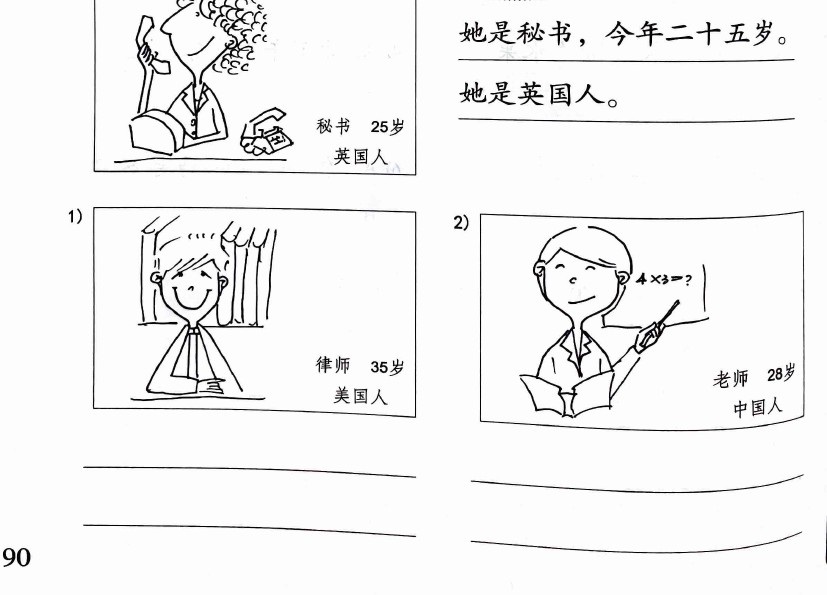 她是秘书，今年二十五岁。
她是英国人。
秘书 25岁
英国人
1)
律师 35岁
美国人
2)
4×3=?
老师 28岁
中国人
90